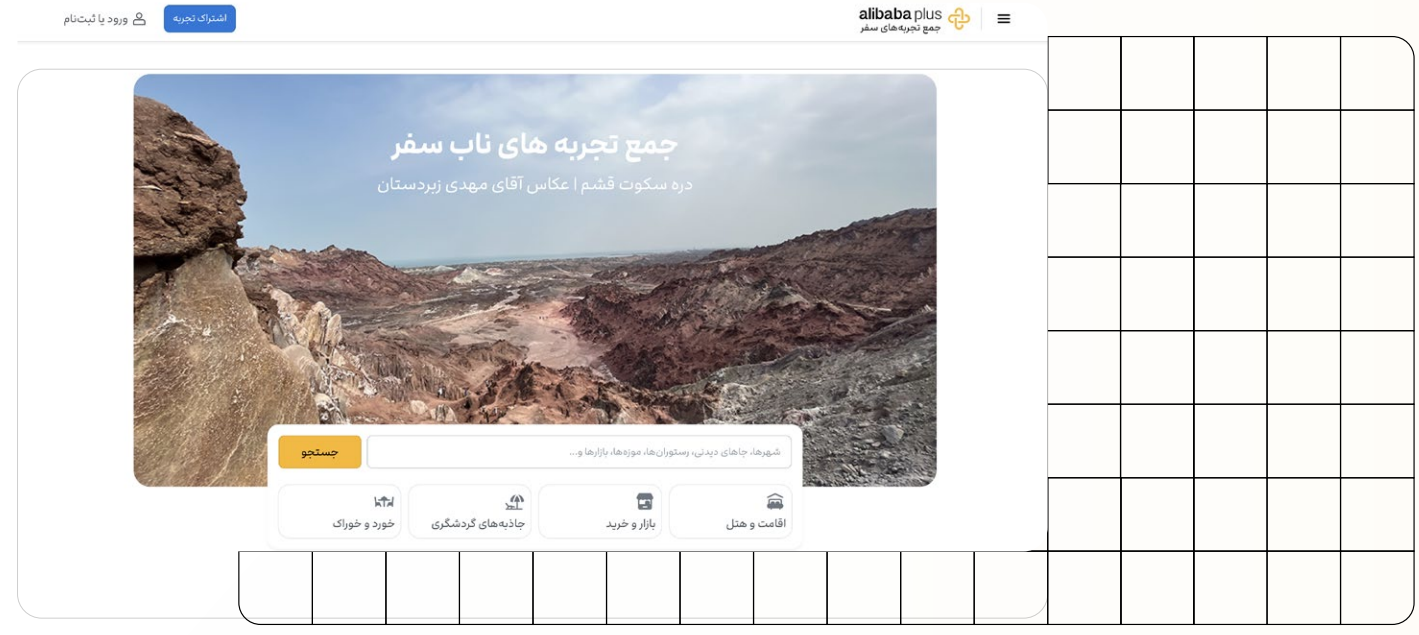 alibaba plus
جمع تجربه‌های سفر
اشتراک تجربه
ورود یا ثبت‌نام
جمع تجربه های ناب سفر
دره سکوت قشم | عکاس آقای مهدی زبردستان
شهرها، جاهای دیدنی، رستوران‌ها، موزه‌ها، بازارها و...
جستجو
اقامت و هتل
بازار و خرید
جاذبه‌های گردشگری
خورد و خوراک